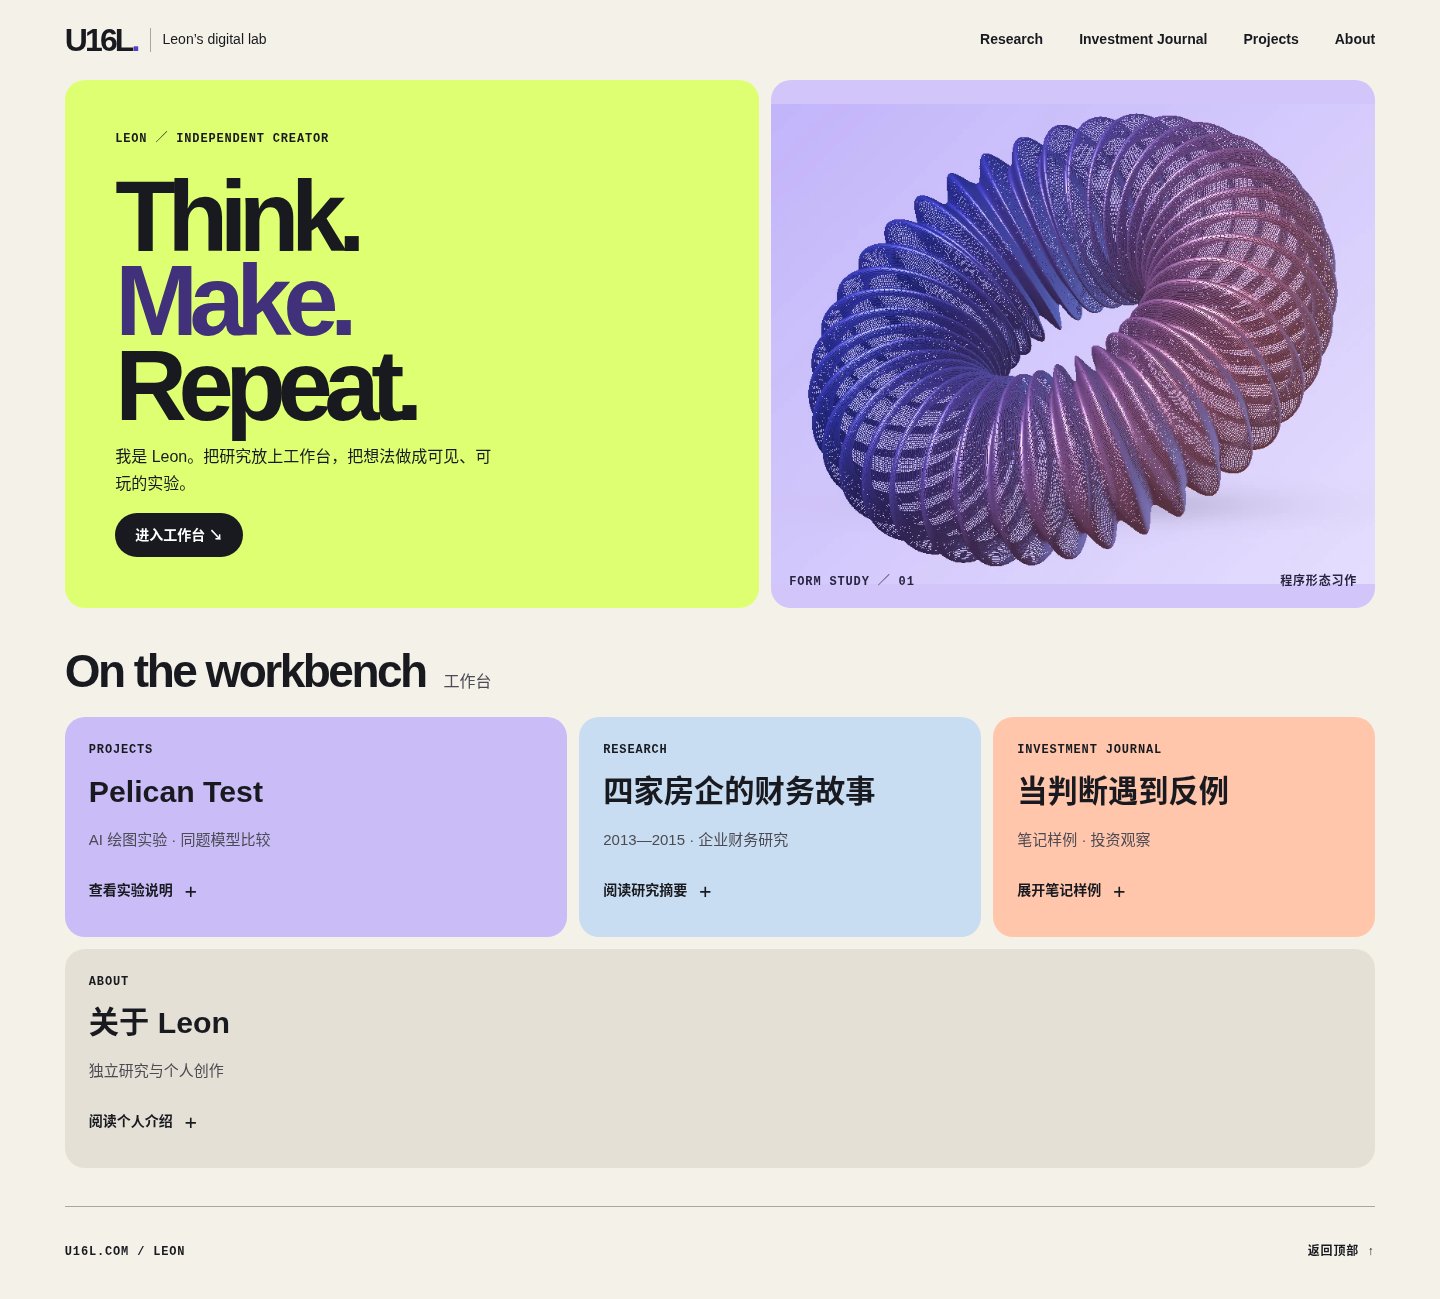 U16L.
Leon’s digital lab
Research
Investment Journal
Projects
About
LEON ／ INDEPENDENT CREATOR
Think.
Make.
Repeat.
我是 Leon。把研究放上工作台，把想法做成可见、可
玩的实验。
进入工作台 ↘
FORM STUDY ／ 01
程序形态习作
On the workbench
工作台
PROJECTS
Pelican Test
AI 绘图实验 · 同题模型比较
查看实验说明 +
RESEARCH
四家房企的财务故事
2013—2015 · 企业财务研究
阅读研究摘要 +
INVESTMENT JOURNAL
当判断遇到反例
笔记样例 · 投资观察
展开笔记样例 +
ABOUT
关于 Leon
独立研究与个人创作
阅读个人介绍 +
U16L.COM / LEON
返回顶部 ↑